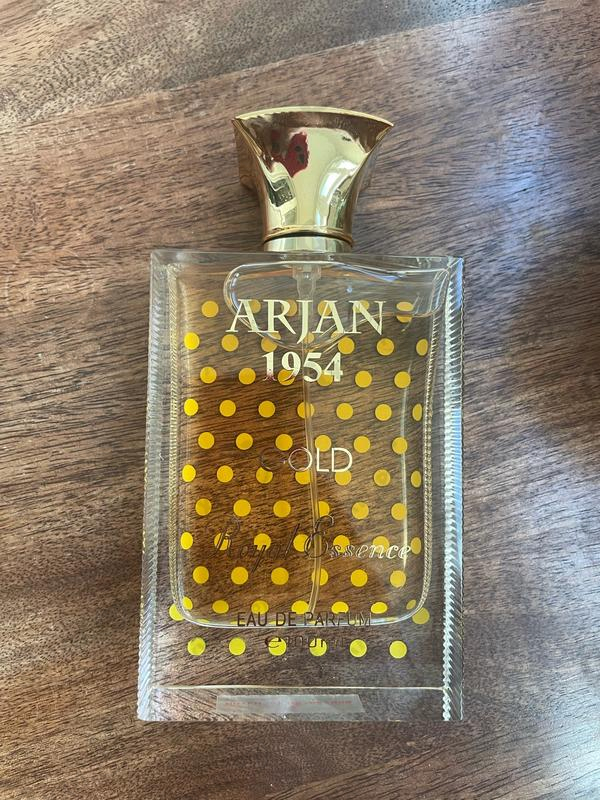 ARJAN
1954
GOLD
Royal Essence
EAU DE PARFUM